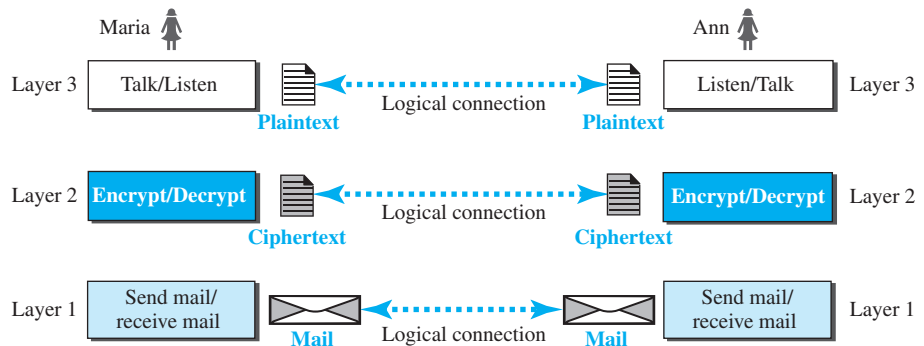 Maria
Ann
Layer 3
Talk/Listen
Plaintext
Logical connection
Plaintext
Listen/Talk
Layer 3
Layer 2
Encrypt/Decrypt
Ciphertext
Logical connection
Ciphertext
Encrypt/Decrypt
Layer 2
Layer 1
Send mail/
receive mail
Mail
Logical connection
Mail
Send mail/
receive mail
Layer 1